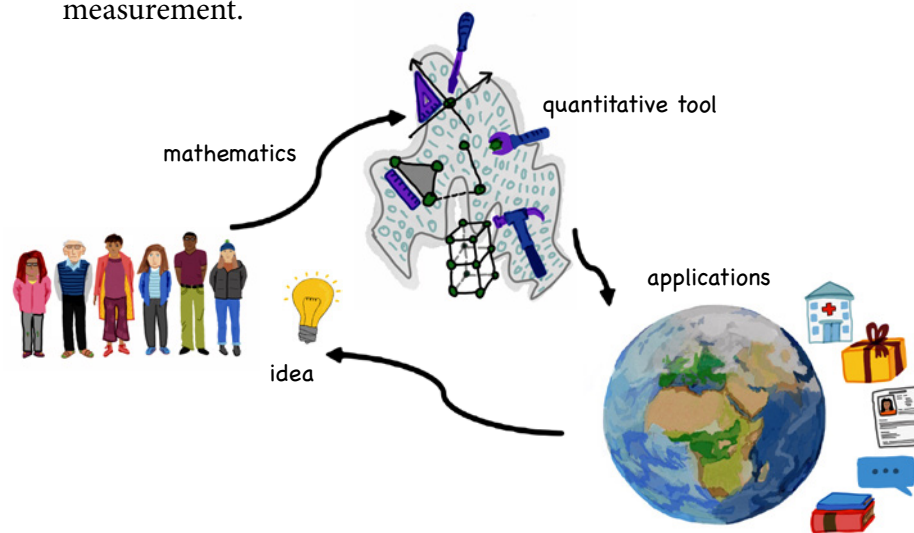 measurement.
quantitative tool
mathematics
applications
idea